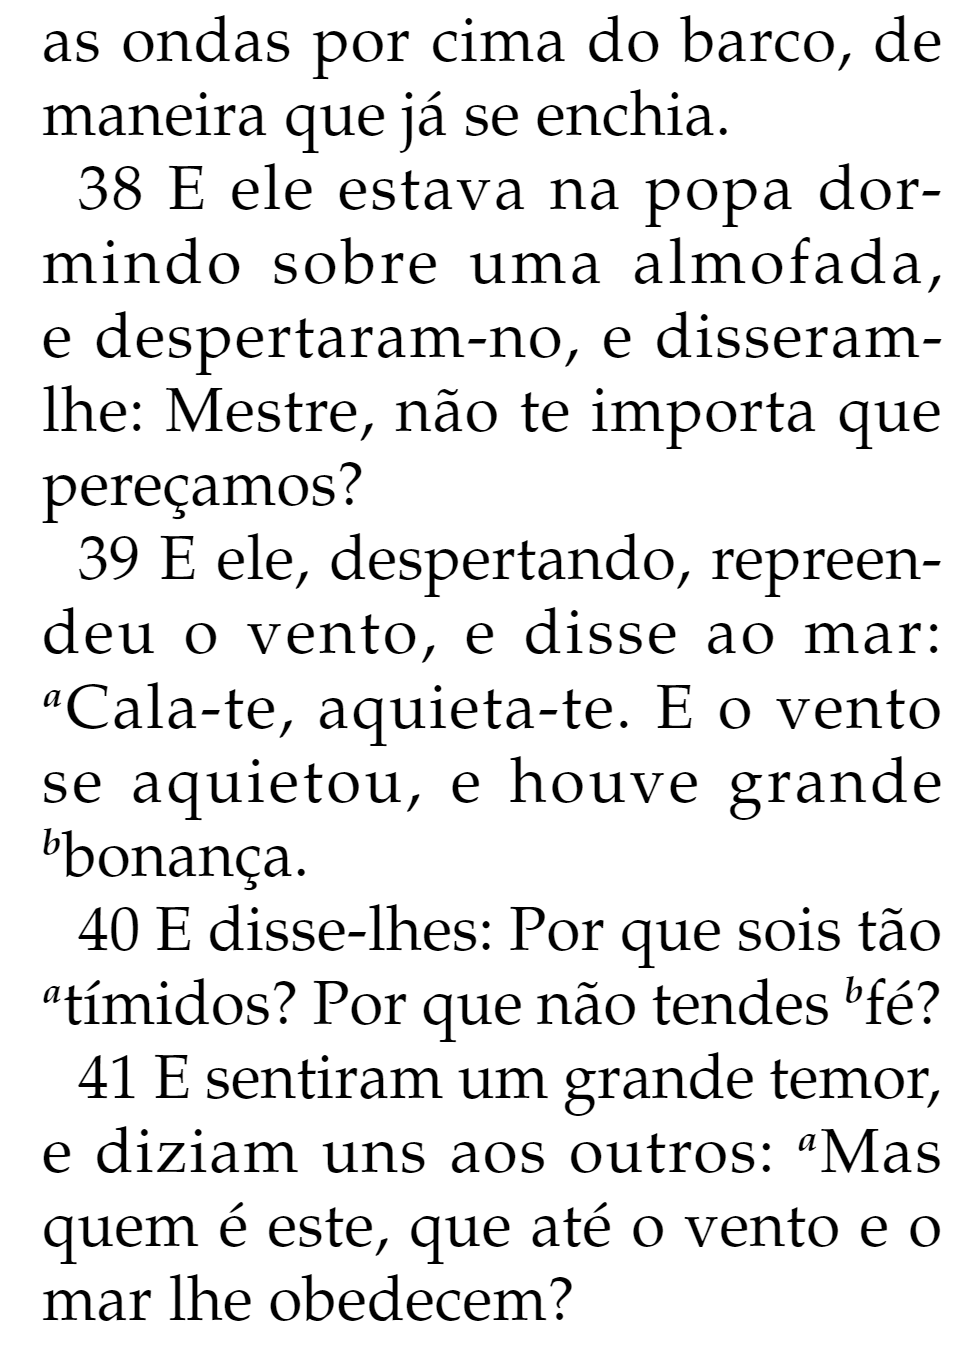 as ondas por cima do barco, de
maneira que já se enchia.
38 E ele estava na popa dor-
mindo sobre uma almofada,
e despertaram-no, e disseram-
lhe: Mestre, não te importa que
pereçamos?
39 E ele, despertando, repreen-
deu o vento, e disse ao mar:
aCala-te, aquieta-te. E o vento
se aquietou, e houve grande
bbonança.
40 E disse-lhes: Por que sois tão
atímidos? Por que não tendes bfé?
41 E sentiram um grande temor,
e diziam uns aos outros: aMas
quem é este, que até o vento e o
mar lhe obedecem?